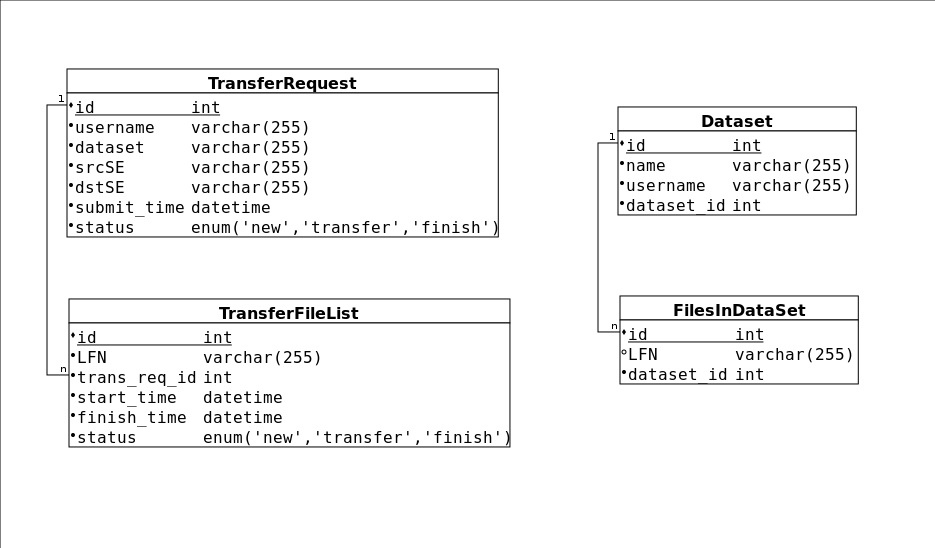 TransferRequest
1
id int
username varchar(255)
dataset varchar(255)
srcSE varchar(255)
dstSE varchar(255)
submit_time datetime
status enum('new','transfer','finish')
TransferFileList
id int
LFN varchar(255)
n
trans_req_id int
start_time datetime
finish_time datetime
status enum('new','transfer','finish')
Dataset
1
id int
name varchar(255)
username varchar(255)
dataset_id int
FilesInDataSet
n
id int
LFN varchar(255)
dataset_id int